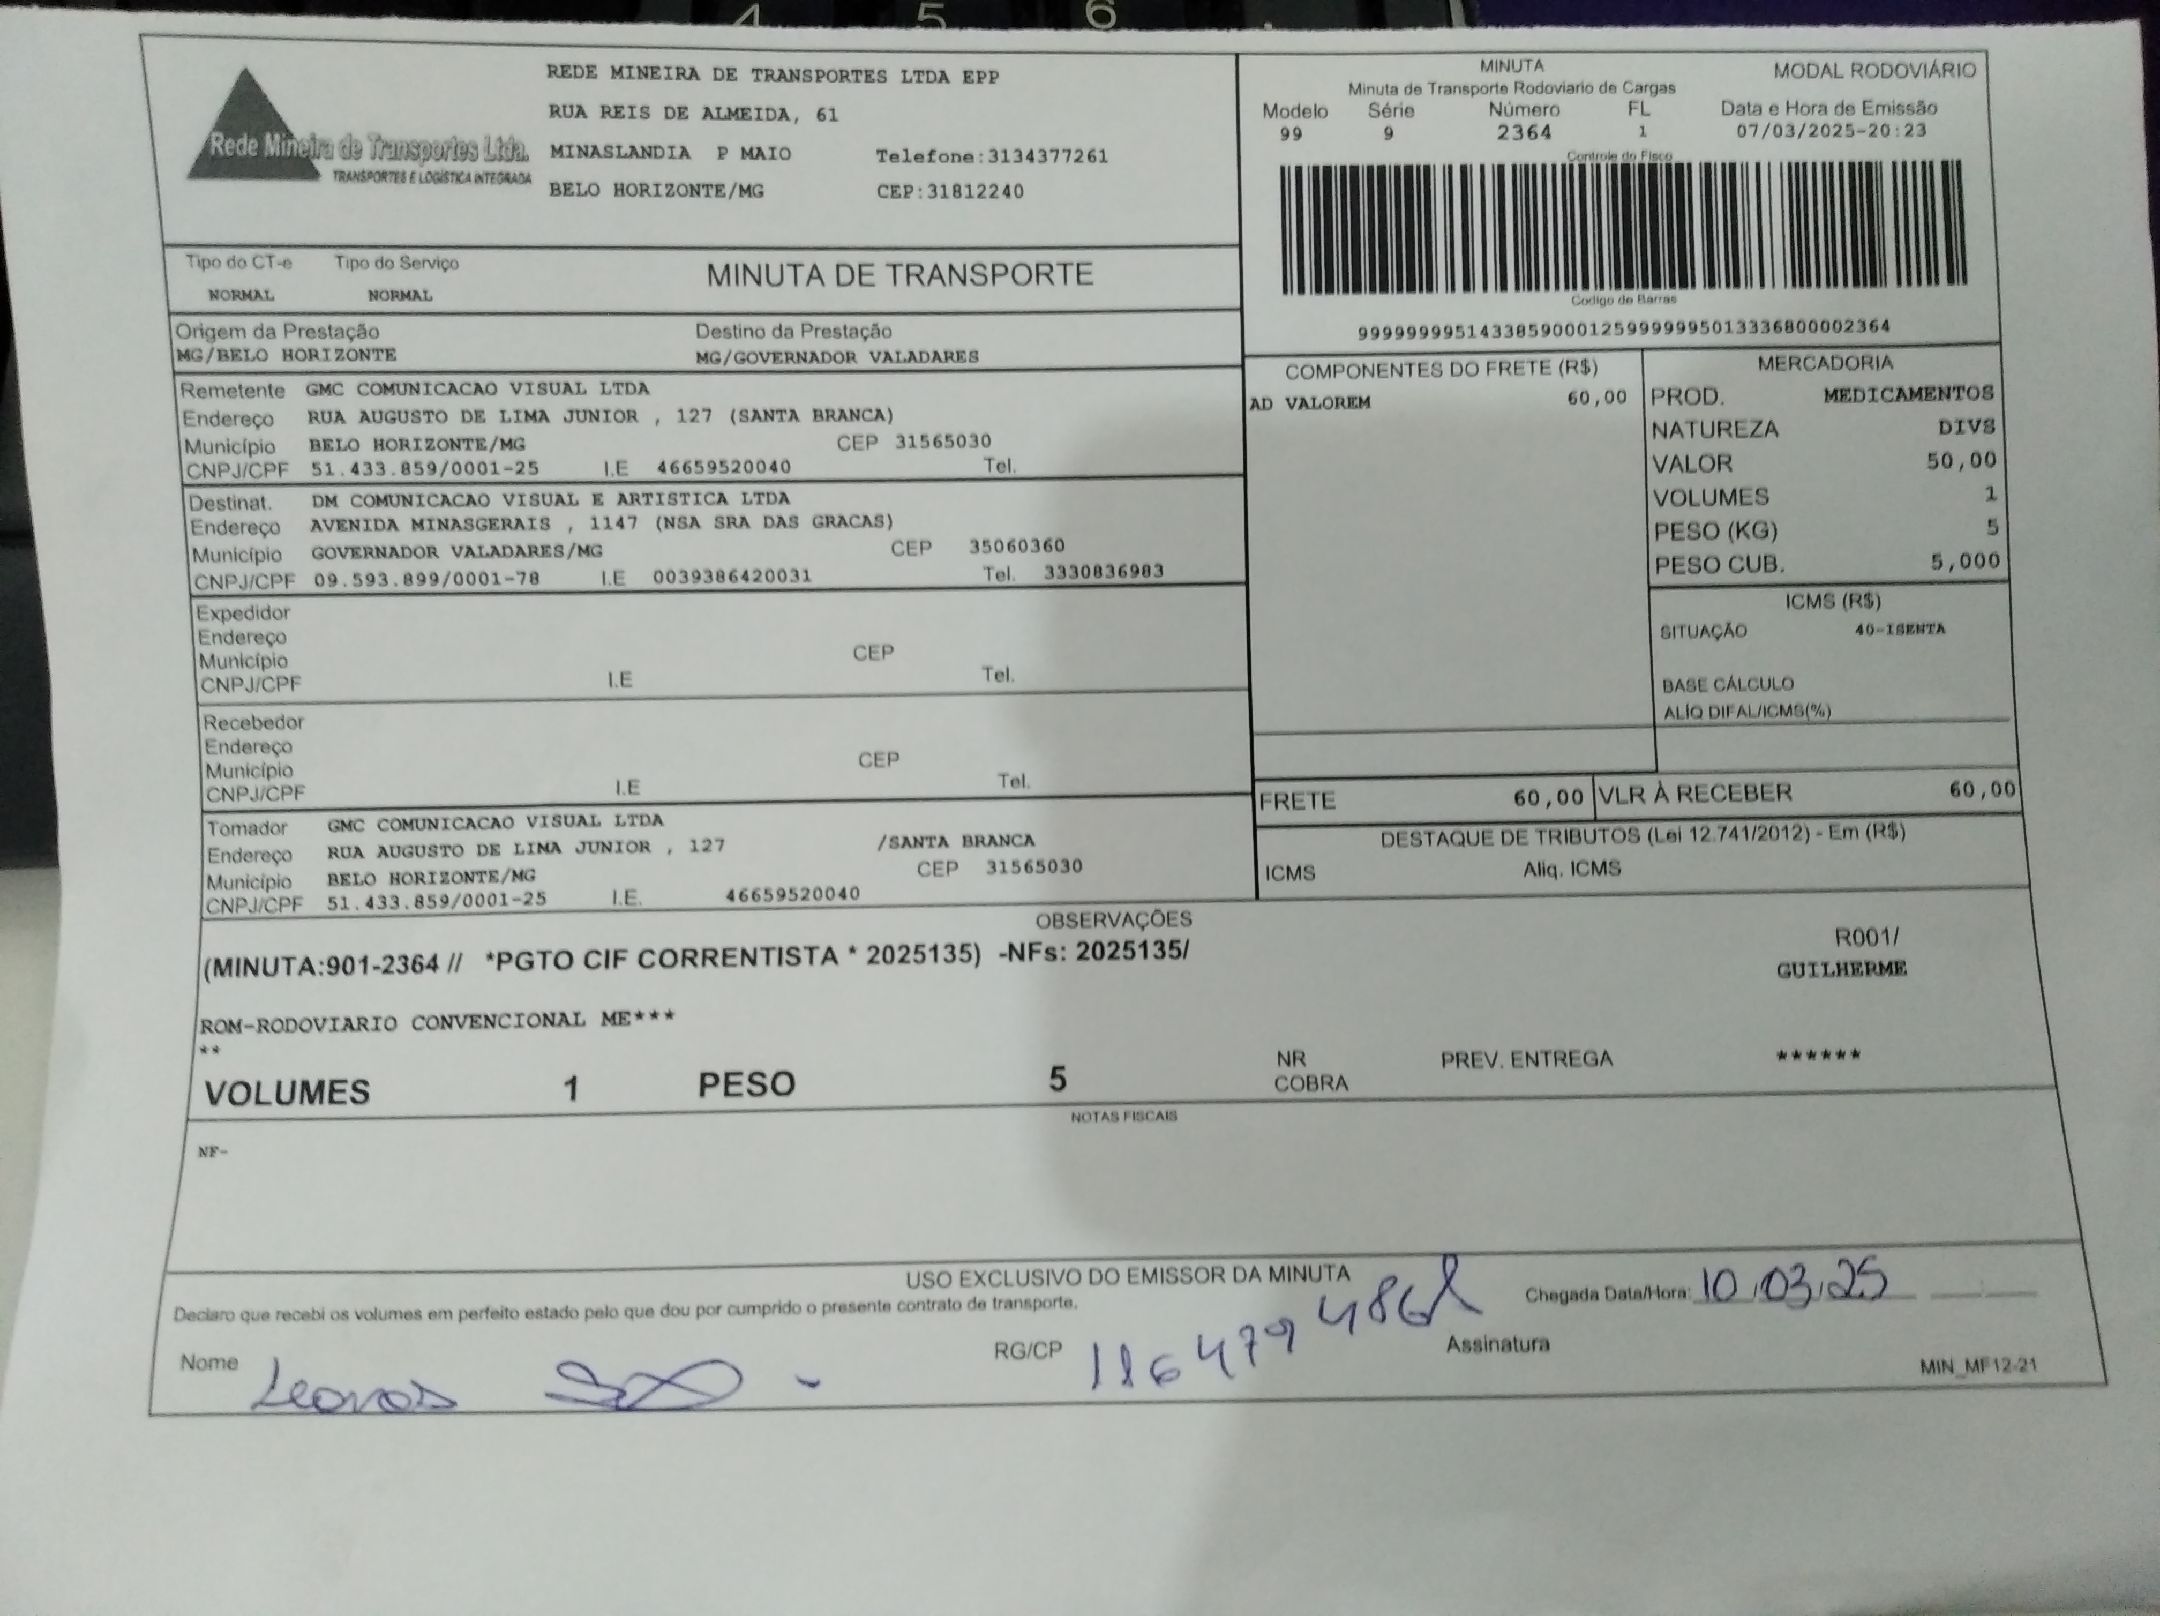 4 5 6
Rede Mineira de Transportes Ltda.
TRANSPORTES E LOGÍSTICA INTEGRADA
REDE MINEIRA DE TRANSPORTES LTDA EPP
RUA REIS DE ALMEIDA, 61
MINASLANDIA P MAIO Telefone:3134377261
BELO HORIZONTE/MG CEP:31812240
MINUTA MODAL RODOVIÁRIO
Minuta de Transporte Rodoviario de Cargas
Modelo Série Número FL Data e Hora de Emissão
99 9 2364 1 07/03/2025-20:23
Controle do Fisco
Codigo de Barras
999999995143385900012599999995013336800002364
Tipo do CT-e Tipo do Serviço MINUTA DE TRANSPORTE
NORMAL NORMAL
Origem da Prestação Destino da Prestação
MG/BELO HORIZONTE MG/GOVERNADOR VALADARES
Remetente GMC COMUNICACAO VISUAL LTDA
Endereço RUA AUGUSTO DE LIMA JUNIOR , 127 (SANTA BRANCA)
Município BELO HORIZONTE/MG CEP 31565030
CNPJ/CPF 51.433.859/0001-25 I.E 46659520040 Tel.
Destinat. DM COMUNICACAO VISUAL E ARTISTICA LTDA
Endereço AVENIDA MINASGERAIS , 1147 (NSA SRA DAS GRACAS)
Município GOVERNADOR VALADARES/MG CEP 35060360
CNPJ/CPF 09.593.899/0001-78 I.E 0039386420031 Tel. 3330836983
Expedidor
Endereço
Município CEP
CNPJ/CPF I.E Tel.
Recebedor
Endereço
Município CEP
CNPJ/CPF I.E Tel.
Tomador GMC COMUNICACAO VISUAL LTDA
Endereço RUA AUGUSTO DE LIMA JUNIOR , 127 /SANTA BRANCA
Município BELO HORIZONTE/MG CEP 31565030
CNPJ/CPF 51.433.859/0001-25 I.E. 46659520040
COMPONENTES DO FRETE (R$)
AD VALOREM 60,00
MERCADORIA
PROD. MEDICAMENTOS
NATUREZA DIVS
VALOR 50,00
VOLUMES 1
PESO (KG) 5
PESO CUB. 5,000
ICMS (R$)
SITUAÇÃO 40-ISENTA
BASE CÁLCULO
ALÍQ DIFAL/ICMS(%)
FRETE 60,00 VLR À RECEBER 60,00
DESTAQUE DE TRIBUTOS (Lei 12.741/2012) - Em (R$)
ICMS Aliq. ICMS
OBSERVAÇÕES
(MINUTA:901-2364 // *PGTO CIF CORRENTISTA * 2025135) -NFs: 2025135/
R001/
GUILHERME
ROM-RODOVIARIO CONVENCIONAL ME***
**
VOLUMES 1 PESO 5 NR COBRA PREV. ENTREGA ******
NOTAS FISCAIS
NF-
USO EXCLUSIVO DO EMISSOR DA MINUTA
Declaro que recebi os volumes em perfeito estado pelo que dou por cumprido o presente contrato de transporte.
Chegada Data/Hora: 10/03/25
Nome RG/CP Assinatura
MIN_MF12-21